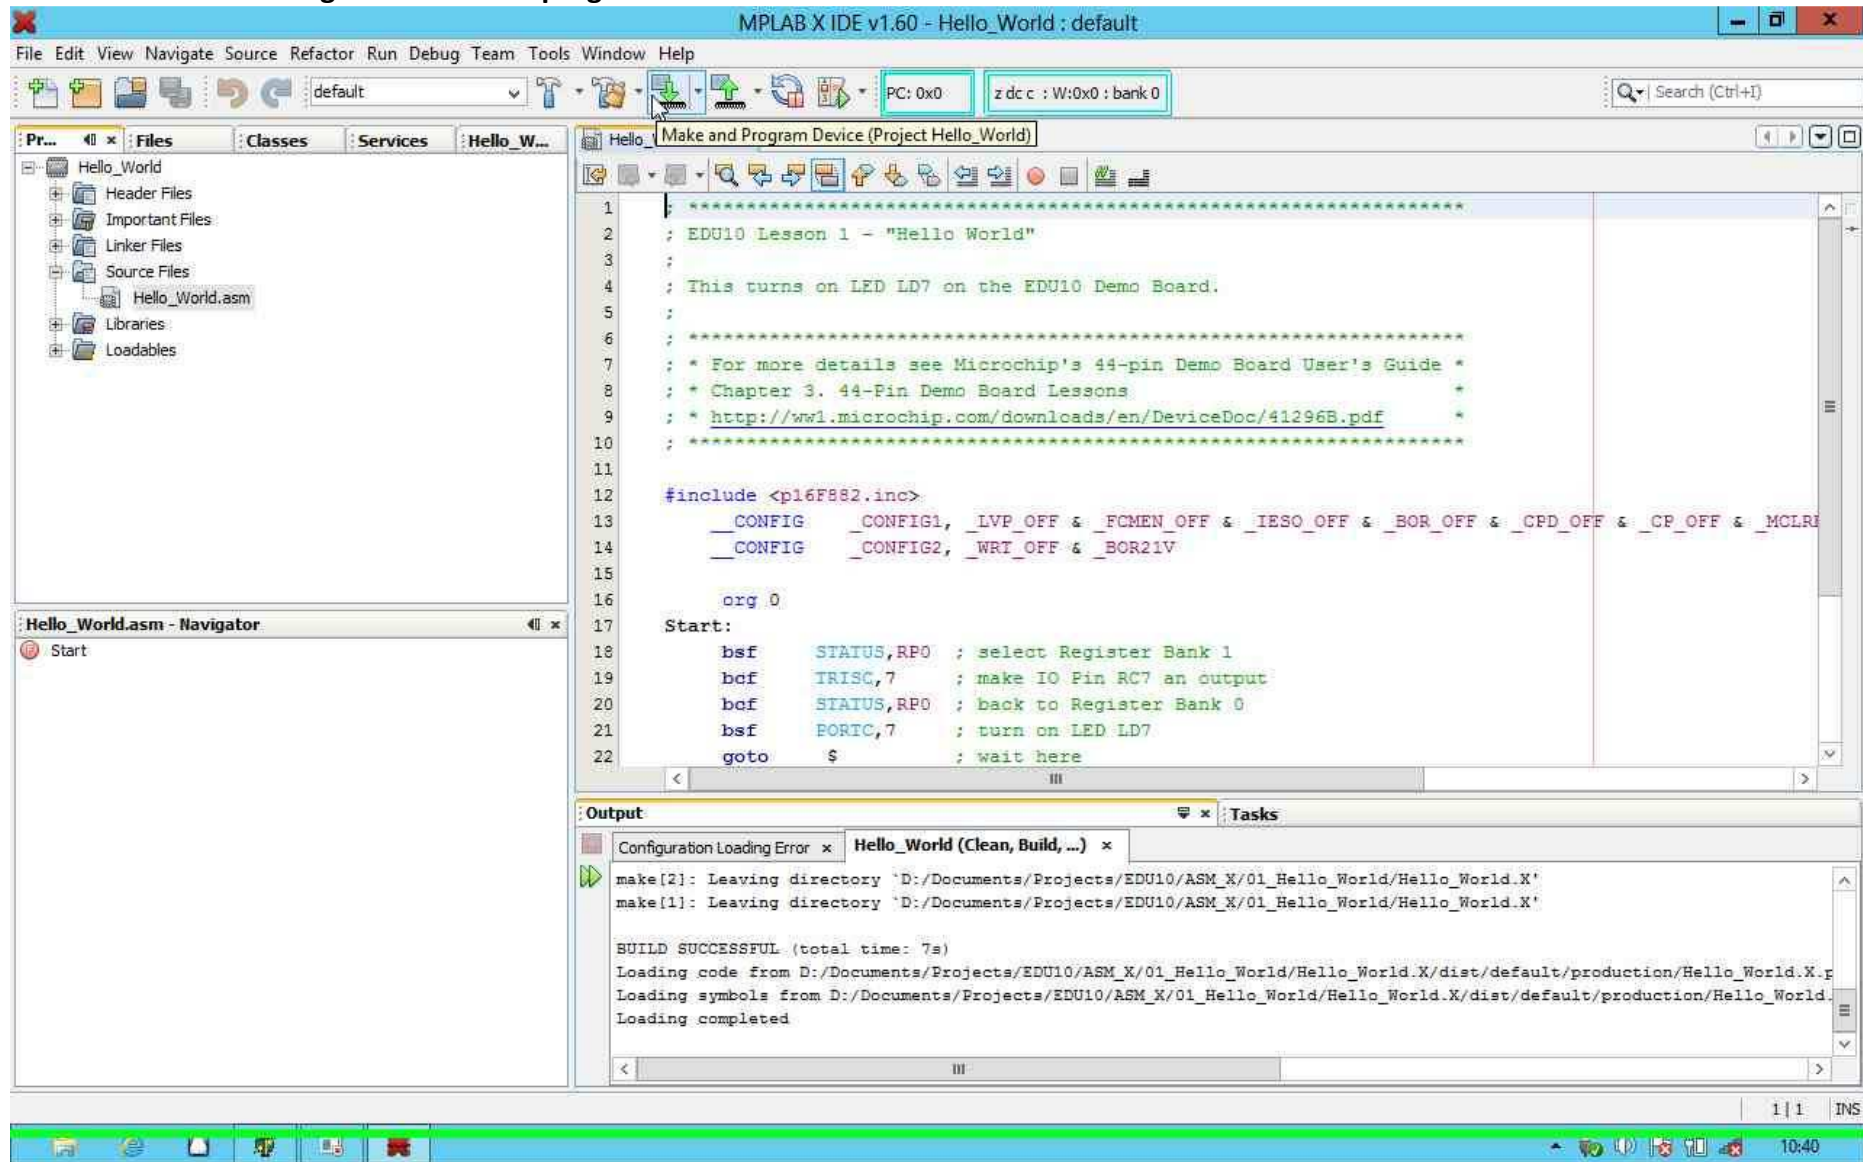 MPLAB X IDE v1.60 - Hello_World : default
File Edit View Navigate Source Refactor Run Debug Team Tools Window Help
default
PC: 0x0
z dc c : W:0x0 : bank 0
Search (Ctrl+I)
Pr...
Files
Classes
Services
Hello_W...
Hello_
Make and Program Device (Project Hello_World)
Hello_World
Header Files
Important Files
Linker Files
Source Files
Hello_World.asm
Libraries
Loadables
Hello_World.asm - Navigator
Start
1 ; *******************************************************************
2 ; EDU10 Lesson 1 - "Hello World"
3 ;
4 ; This turns on LED LD7 on the EDU10 Demo Board.
5 ;
6 ; *******************************************************************
7 ; * For more details see Microchip's 44-pin Demo Board User's Guide *
8 ; * Chapter 3. 44-Pin Demo Board Lessons *
9 ; * http://ww1.microchip.com/downloads/en/DeviceDoc/41296B.pdf *
10 ; *******************************************************************
11
12 #include <p16F882.inc>
13 __CONFIG _CONFIG1, _LVP_OFF & _FCMEN_OFF & _IESO_OFF & _BOR_OFF & _CPD_OFF & _CP_OFF & _MCLR
14 __CONFIG _CONFIG2, _WRT_OFF & _BOR21V
15
16 org 0
17 Start:
18 bsf STATUS,RP0 ; select Register Bank 1
19 bcf TRISC,7 ; make IO Pin RC7 an output
20 bcf STATUS,RP0 ; back to Register Bank 0
21 bsf PORTC,7 ; turn on LED LD7
22 goto $ ; wait here
Output
Tasks
Configuration Loading Error
Hello_World (Clean, Build, ...)
make[2]: Leaving directory `D:/Documents/Projects/EDU10/ASM_X/01_Hello_World/Hello_World.X'
make[1]: Leaving directory `D:/Documents/Projects/EDU10/ASM_X/01_Hello_World/Hello_World.X'
BUILD SUCCESSFUL (total time: 7s)
Loading code from D:/Documents/Projects/EDU10/ASM_X/01_Hello_World/Hello_World.X/dist/default/production/Hello_World.X.p
Loading symbols from D:/Documents/Projects/EDU10/ASM_X/01_Hello_World/Hello_World.X/dist/default/production/Hello_World.
Loading completed
1 | 1 INS
10:40